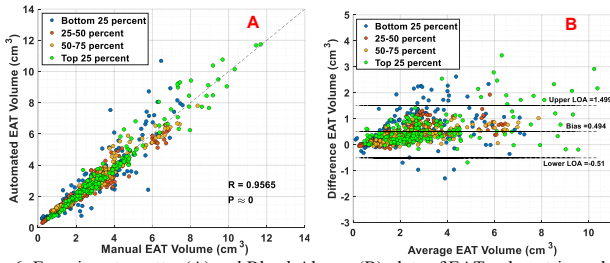 A
Bottom 25 percent
25-50 percent
50-75 percent
Top 25 percent
Automated EAT Volume (cm³)
14
12
10
8
6
4
2
0
R = 0.9565
P ≈ 0
0 2 4 6 8 10 12 14
Manual EAT Volume (cm³)
B
Bottom 25 percent
25-50 percent
50-75 percent
Top 25 percent
Difference EAT Volume (cm³)
5
4
3
2
1
0
-1
-2
-3
Upper LOA =1.499
Bias =0.494
Lower LOA =-0.51
0 2 4 6 8 10
Average EAT Volume (cm³)